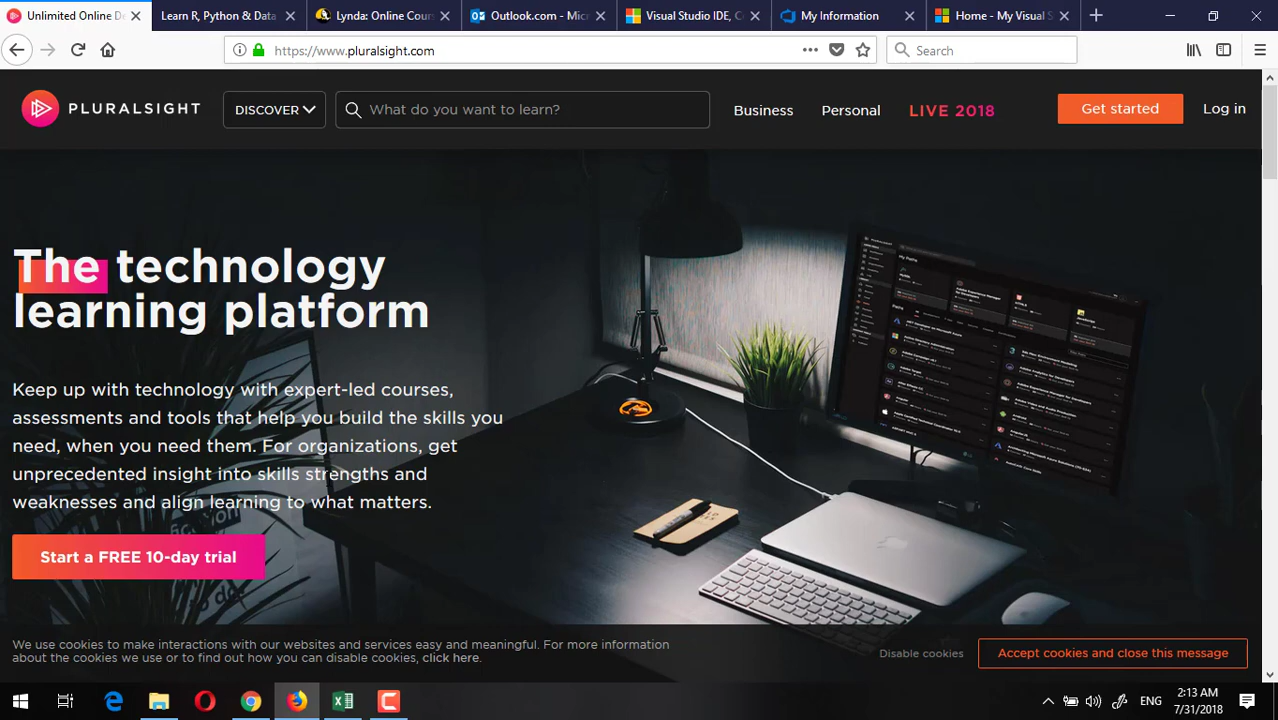 Unlimited Online De
Learn R, Python & Data
Lynda: Online Cours
Outlook.com - Micr
Visual Studio IDE, C
My Information
Home - My Visual S
https://www.pluralsight.com
Search
PLURALSIGHT
DISCOVER
What do you want to learn?
Business
Personal
LIVE 2018
Get started
Log in
The technology
learning platform
Keep up with technology with expert-led courses,
assessments and tools that help you build the skills you
need, when you need them. For organizations, get
unprecedented insight into skills strengths and
weaknesses and align learning to what matters.
Start a FREE 10-day trial
We use cookies to make interactions with our websites and services easy and meaningful. For more information
about the cookies we use or to find out how you can disable cookies, click here.
Disable cookies
Accept cookies and close this message
ENG
2:13 AM
7/31/2018